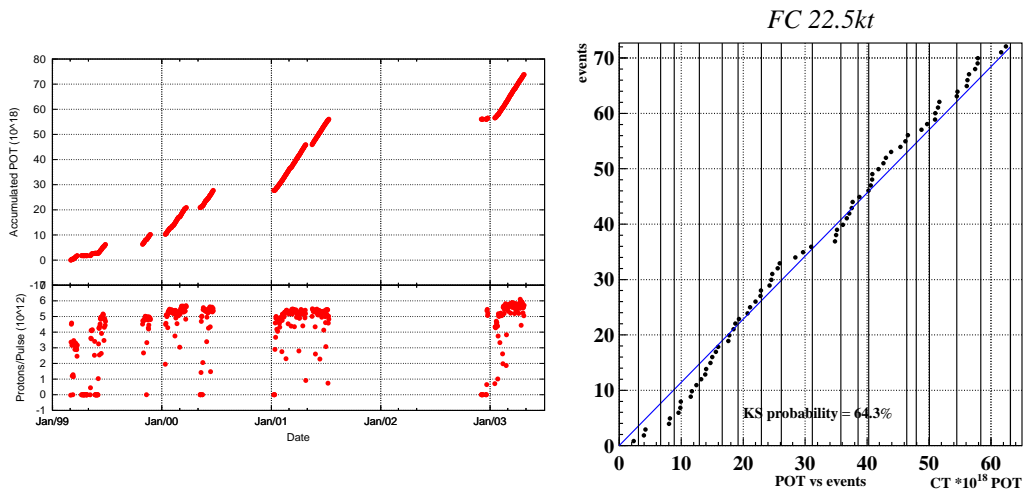 80
70
60
50
40
30
20
10
0
Accumulated POT (10^18)
6
5
4
3
2
1
0
-1
Protons/Pulse (10^12)
Jan/99
Jan/00
Jan/01
Jan/02
Jan/03
Date
FC 22.5kt
events
70
60
50
40
30
20
10
0
KS probability = 64.3%
0
10
20
30
40
50
60
POT vs events
CT *10^18 POT